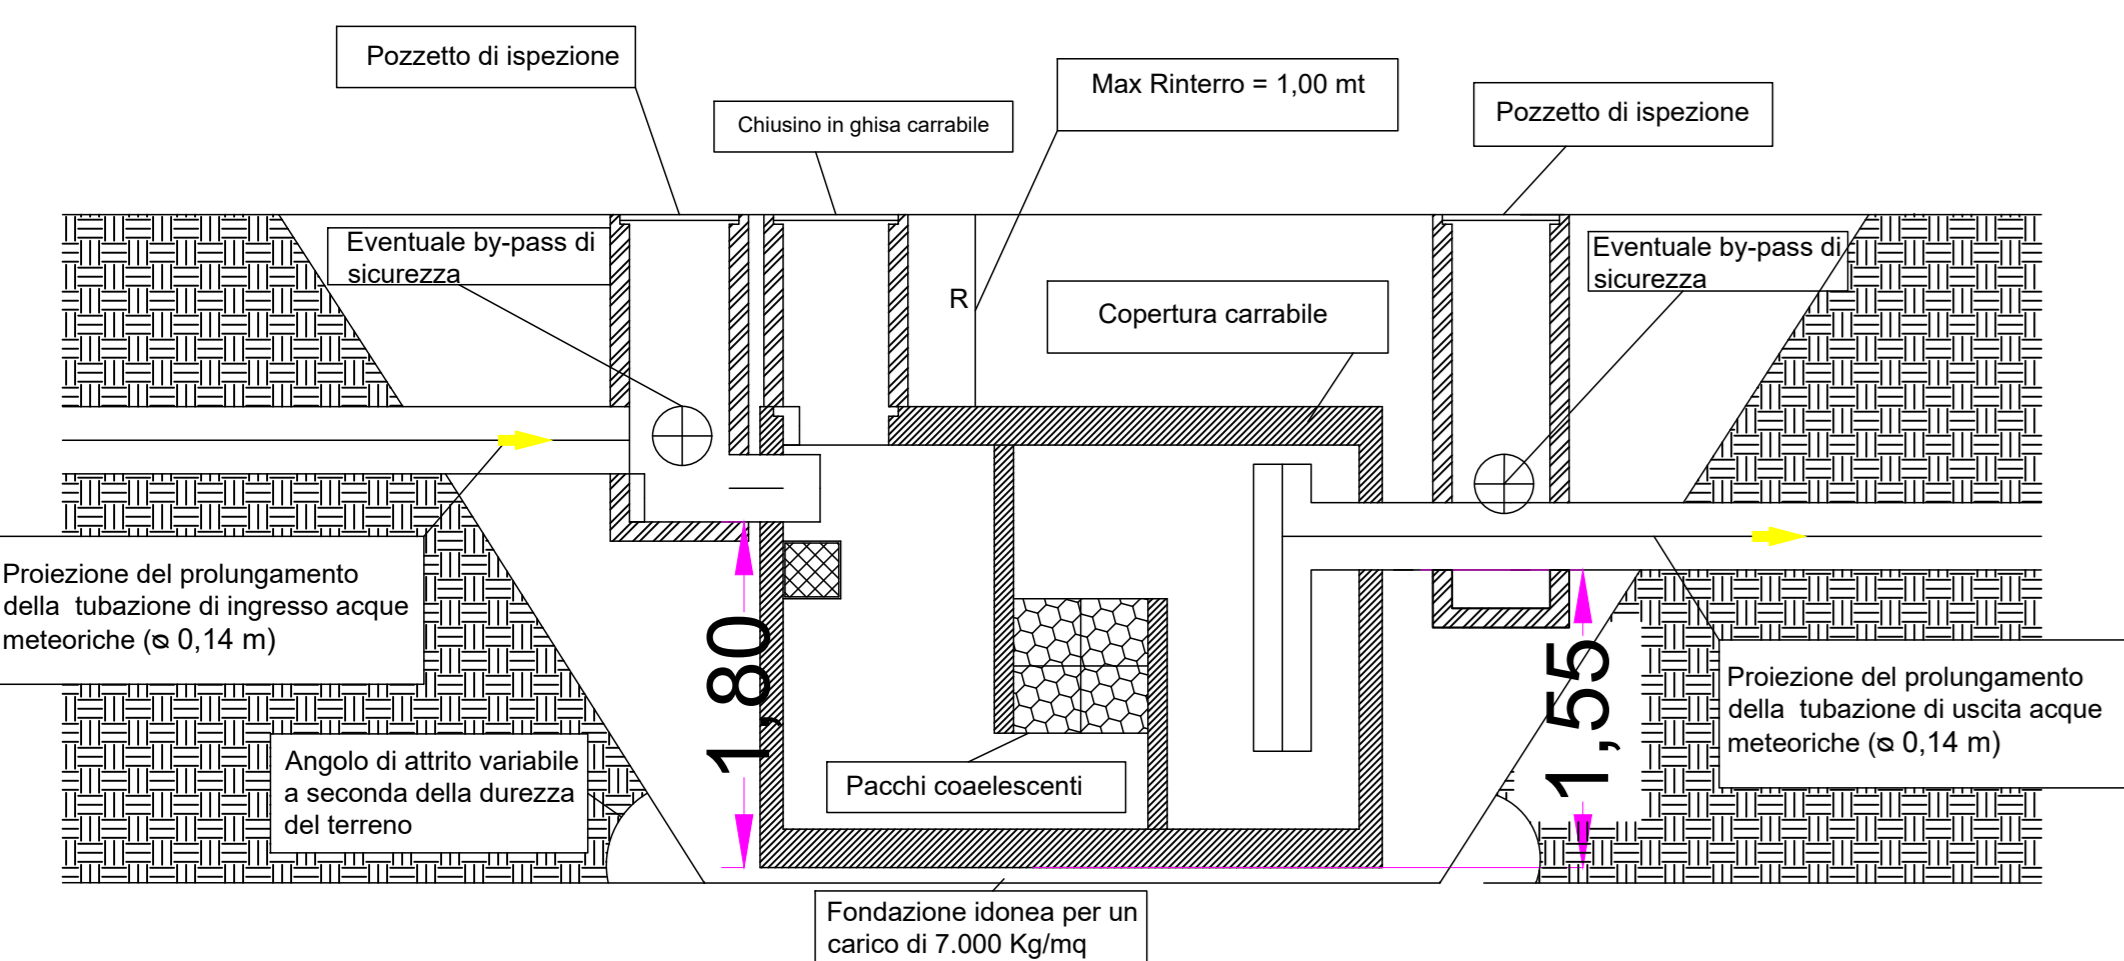 Pozzetto di ispezione
Chiusino in ghisa carrabile
Max Rinterro = 1,00 mt
Pozzetto di ispezione
Eventuale by-pass di
sicurezza
R
Copertura carrabile
Eventuale by-pass di
sicurezza
Proiezione del prolungamento
della tubazione di ingresso acque
meteoriche (ø 0,14 m)
1,80
1,55
Proiezione del prolungamento
della tubazione di uscita acque
meteoriche (ø 0,14 m)
Angolo di attrito variabile
a seconda della durezza
del terreno
Pacchi coaelescenti
Fondazione idonea per un
carico di 7.000 Kg/mq